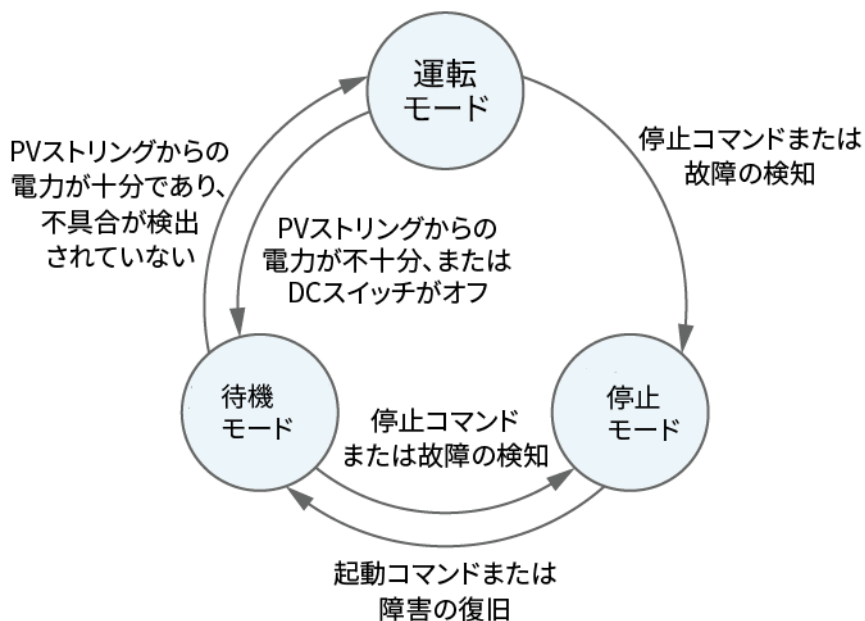 運転
モード
PVストリングからの
電力が十分であり、
不具合が検出
されていない
停止コマンドまたは
故障の検知
PVストリングからの
電力が不十分、または
DCスイッチがオフ
待機
モード
停止
モード
停止コマンド
または故障の検知
起動コマンドまたは
障害の復旧